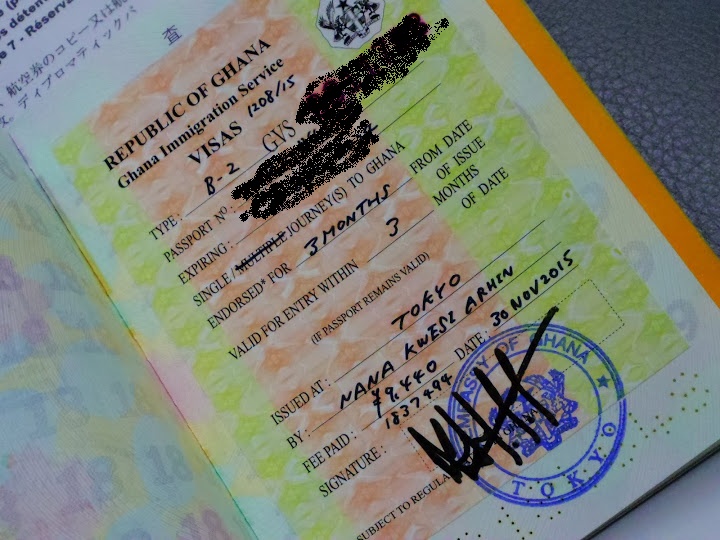 détem
7 - Réserv
航空券のコピー又は
ディプロマティックパ
査
REPUBLIC OF GHANA
Ghana Immigration Service
VISAS 1208/15
GVS
TYPE: B-2
PASSPORT Nº:
EXPIRING:
SINGLE/MULTIPLE JOURNEY(S) TO GHANA
ENDORSED* FOR 3 MONTHS FROM DATE OF ISSUE
VALID FOR ENTRY WITHIN 3 MONTHS OF DATE
(IF PASSPORT REMAINS VALID)
ISSUED AT: TOKYO
BY: NANA KWESI ARHIN DATE: 30 NOV 2015
FEE PAID: ¥9,440
1837494
SIGNATURE:
SUBJECT TO REGULA
EMBASSY OF GHANA ★
TOKYO